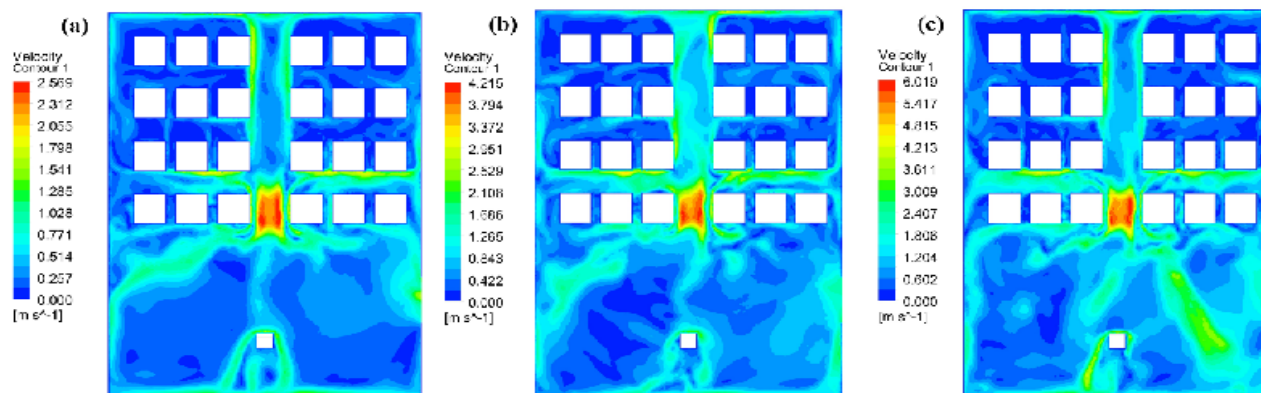 (a)
Velocity
Contour 1
2.569
2.312
2.055
1.798
1.541
1.285
1.028
0.771
0.514
0.257
0.000
[m s^-1]
(b)
Velocity
Contour 1
4.215
3.794
3.372
2.951
2.529
2.108
1.686
1.265
0.843
0.422
0.000
[m s^-1]
(c)
Velocity
Contour 1
6.019
5.417
4.815
4.213
3.611
3.009
2.407
1.808
1.204
0.602
0.000
[m s^-1]